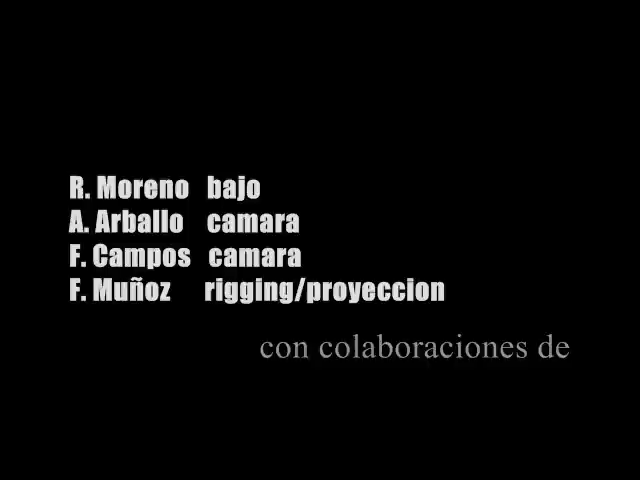 R. Moreno bajo
A. Arballo camara
F. Campos camara
F. Muñoz rigging/proyeccion
con colaboraciones de